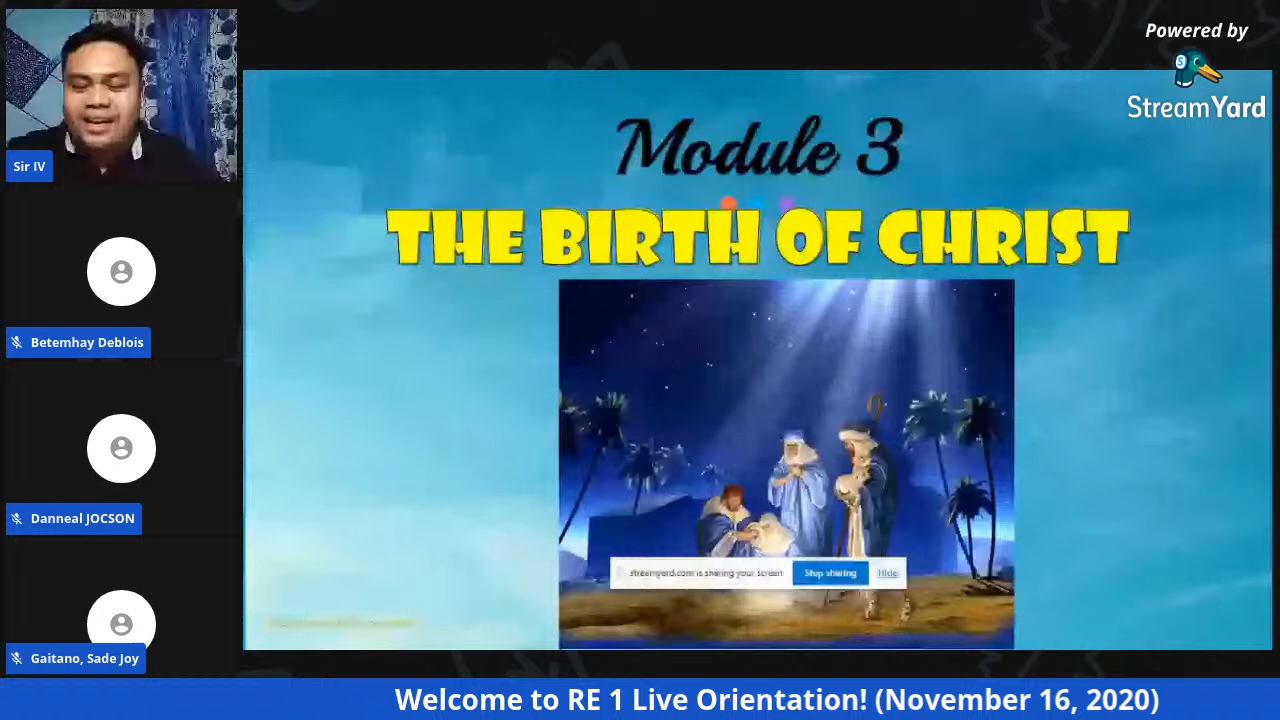 Powered by
StreamYard
Sir IV
Betemhay Deblois
Danneal JOCSON
Gaitano, Sade Joy
Module 3
THE BIRTH OF CHRIST
streamyard.com is sharing your screen
Stop sharing
Hide
Welcome to RE 1 Live Orientation! (November 16, 2020)